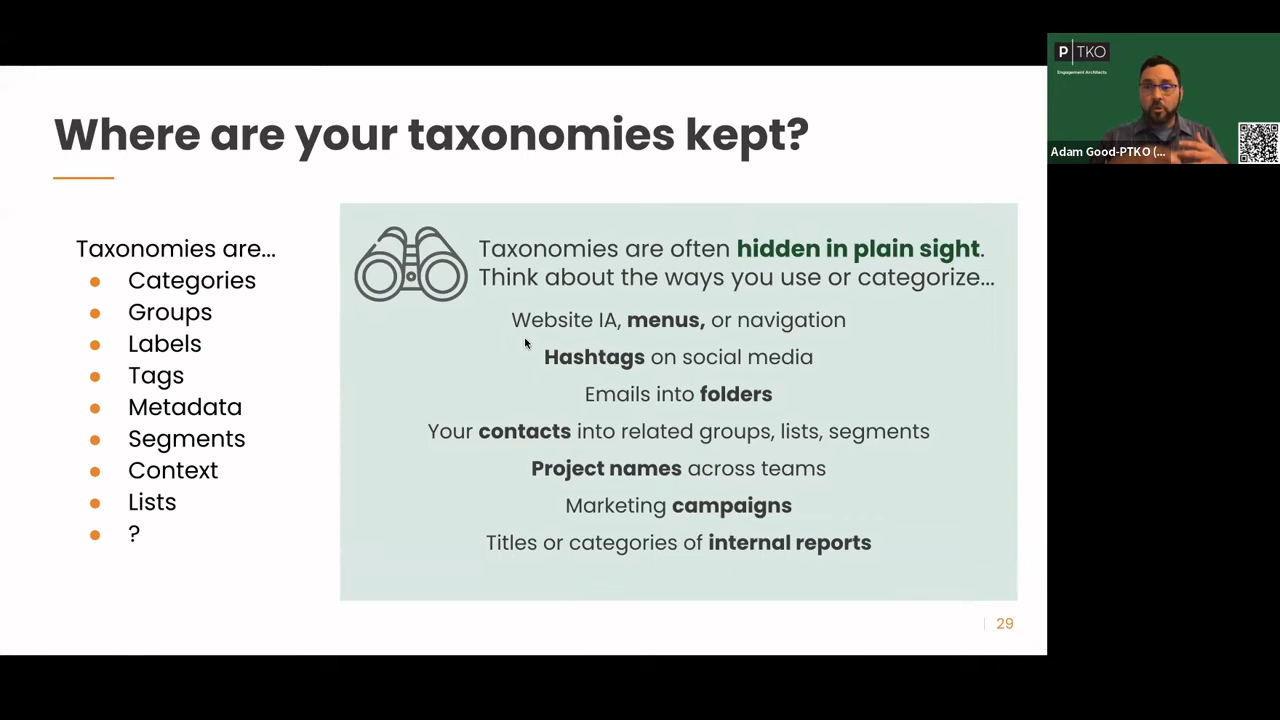 Where are your taxonomies kept?
Taxonomies are...
● Categories
● Groups
● Labels
● Tags
● Metadata
● Segments
● Context
● Lists
● ?
Taxonomies are often hidden in plain sight.
Think about the ways you use or categorize...
Website IA, menus, or navigation
Hashtags on social media
Emails into folders
Your contacts into related groups, lists, segments
Project names across teams
Marketing campaigns
Titles or categories of internal reports
| 29
P|TKO
Engagement Architects
Adam Good-PTKO (...